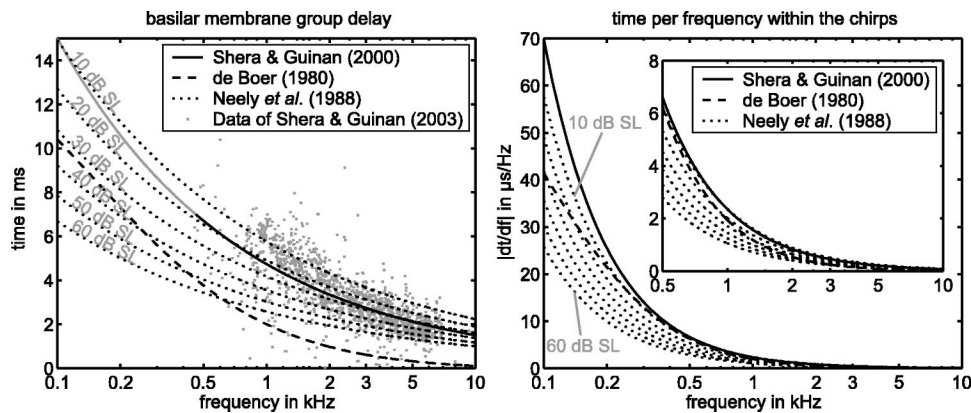 basilar membrane group delay
time in ms
14
12
10
8
6
4
2
0
0.1
0.2
0.5
1
2
3
5
10
frequency in kHz
10 dB SL
20 dB SL
30 dB SL
40 dB SL
50 dB SL
60 dB SL
Shera & Guinan (2000)
de Boer (1980)
Neely et al. (1988)
Data of Shera & Guinan (2003)
time per frequency within the chirps
|dt/df| in µs/Hz
70
60
50
40
30
20
10
0
0.1
0.2
0.5
1
2
3
5
10
frequency in kHz
10 dB SL
60 dB SL
8
6
4
2
0
0.5
1
2
3
5
10
Shera & Guinan (2000)
de Boer (1980)
Neely et al. (1988)